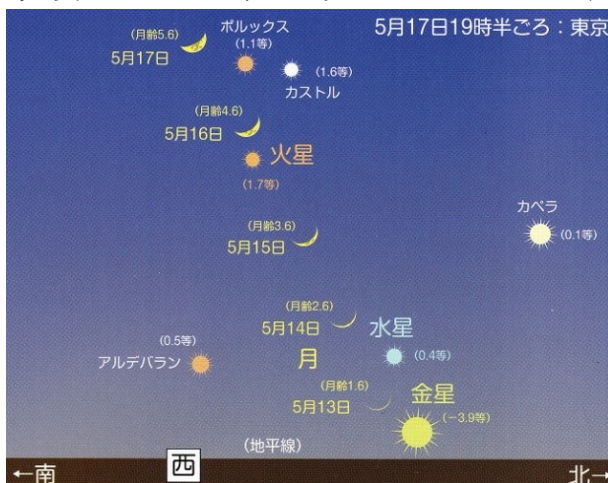 5月17日19時半ごろ：東京
(月齢5.6)
5月17日
ポルックス
(1.1等)
(1.6等)
カストル
(月齢4.6)
5月16日
火星
(1.7等)
カペラ
(0.1等)
(月齢3.6)
5月15日
(月齢2.6)
5月14日
水星
(0.4等)
(0.5等)
アルデバラン
月
(月齢1.6)
5月13日
金星
(−3.9等)
(地平線)
←南
西
北→